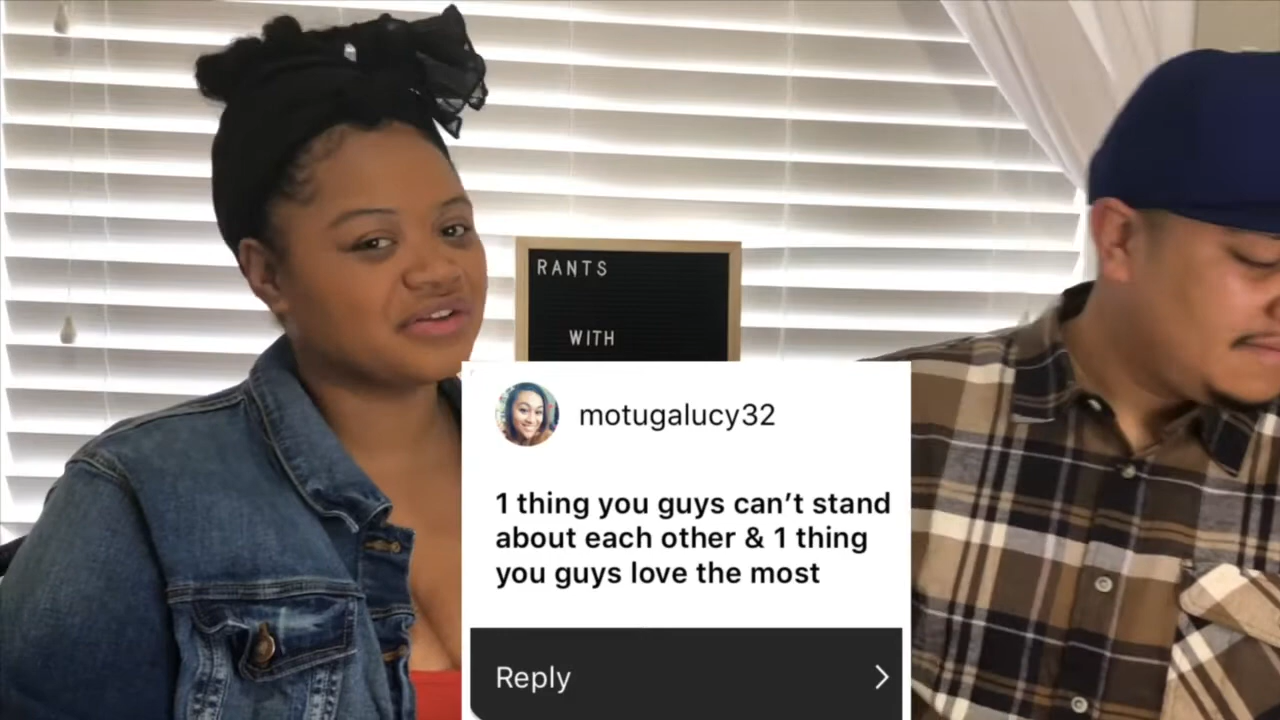 RANTS
WITH
motugalucy32
1 thing you guys can’t stand
about each other & 1 thing
you guys love the most
Reply